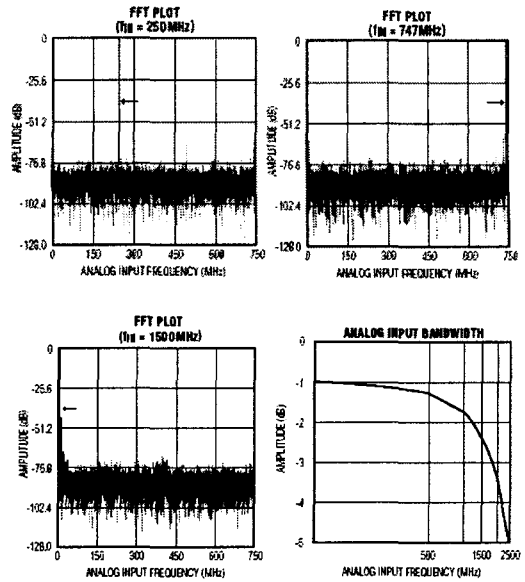 FFT PLOT
(fIN = 250MHz)
AMPLITUDE (dB)
0
-25.6
-51.2
-75.8
-102.4
-128.0
0 150 300 450 600 750
ANALOG INPUT FREQUENCY (MHz)
FFT PLOT
(fIN = 747MHz)
AMPLITUDE (dB)
0
-25.6
-51.2
-76.6
-102.4
-128.0
0 150 300 450 600 750
ANALOG INPUT FREQUENCY (MHz)
FFT PLOT
(fIN = 1500MHz)
AMPLITUDE (dB)
0
-25.6
-51.2
-75.8
-102.4
-128.0
0 150 300 450 600 750
ANALOG INPUT FREQUENCY (MHz)
ANALOG INPUT BANDWIDTH
AMPLITUDE (dB)
0
-1
-2
-3
-4
-5
500 1500 2500
ANALOG INPUT FREQUENCY (MHz)